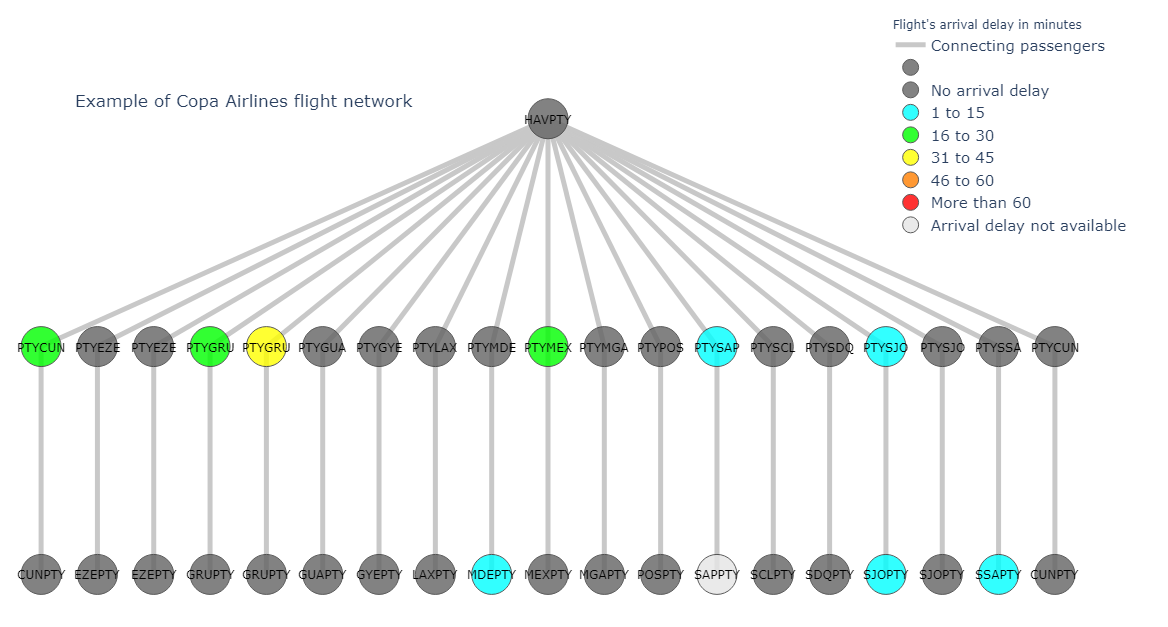 Flight's arrival delay in minutes
Connecting passengers
No arrival delay
1 to 15
16 to 30
31 to 45
46 to 60
More than 60
Arrival delay not available
Example of Copa Airlines flight network
HAVPTY
PTYCUN PTYEZE PTYEZE PTYGRU PTYGRU PTYGUA PTYGYE PTYLAX PTYMDE PTYMEX PTYMGA PTYPOS PTYSAP PTYSCL PTYSDQ PTYSJO PTYSJO PTYSSA PTYCUN
CUNPTY EZEPTY EZEPTY GRUPTY GRUPTY GUAPTY GYEPTY LAXPTY MDEPTY MEXPTY MGAPTY POSPTY SAPPTY SCLPTY SDQPTY SJOPTY SJOPTY SSAPTY CUNPTY